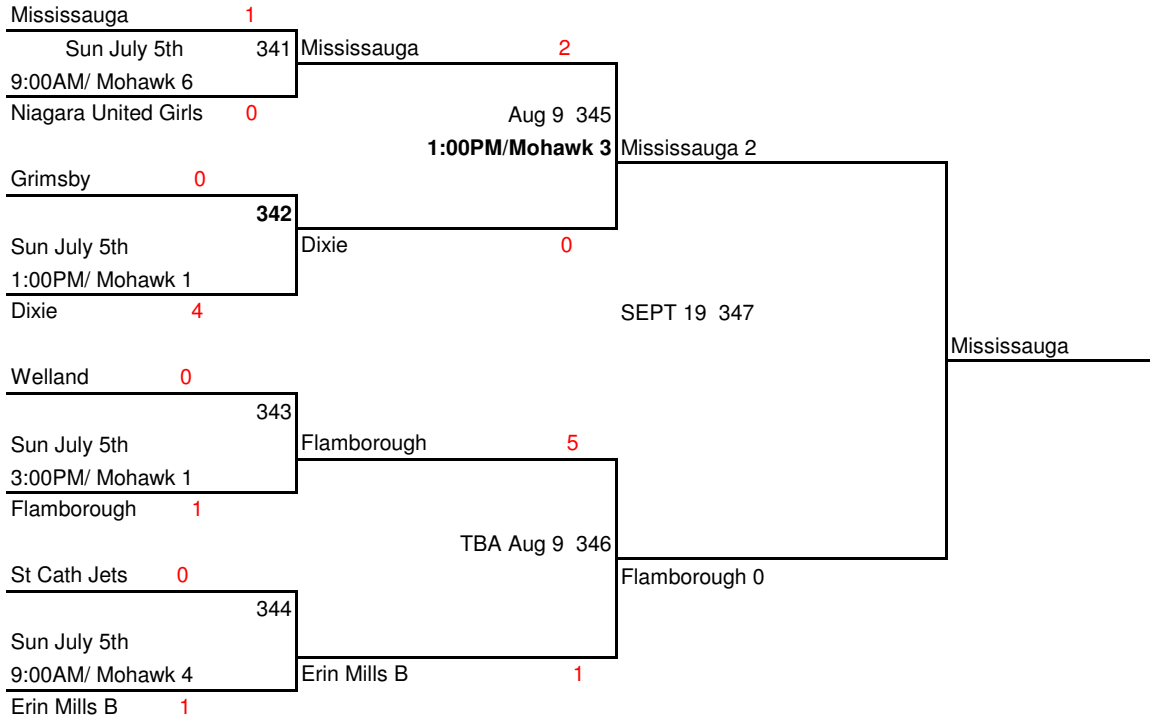 Mississauga 1
Sun July 5th 341
9:00AM/ Mohawk 6
Niagara United Girls 0
Mississauga 2
Aug 9 345
1:00PM/Mohawk 3
Mississauga 2
Grimsby 0
342
Sun July 5th
1:00PM/ Mohawk 1
Dixie 4
Dixie 0
SEPT 19 347
Mississauga
Welland 0
343
Sun July 5th
3:00PM/ Mohawk 1
Flamborough 1
Flamborough 5
TBA Aug 9 346
Flamborough 0
St Cath Jets 0
344
Sun July 5th
9:00AM/ Mohawk 4
Erin Mills B 1
Erin Mills B 1